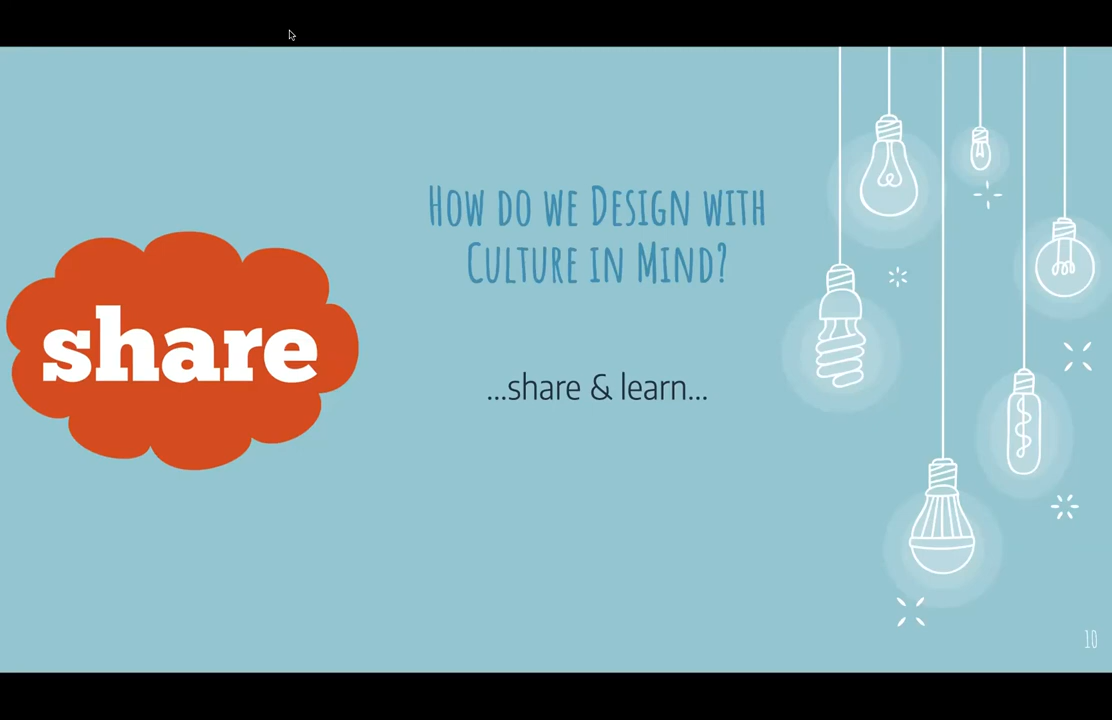 How do we Design with
Culture in Mind?
share
...share & learn...
10